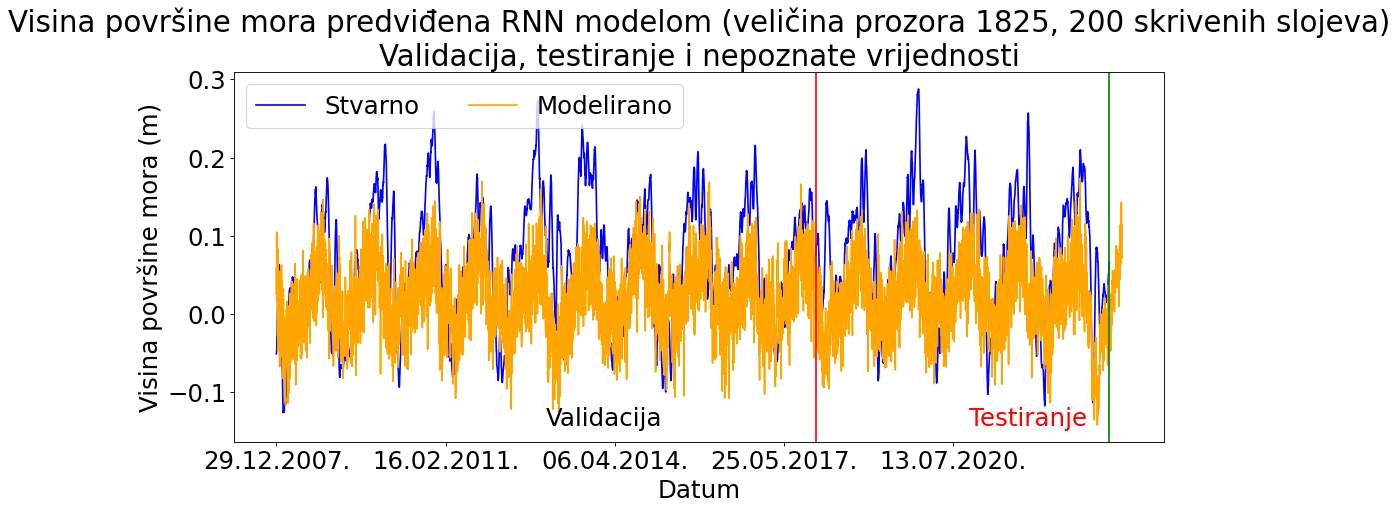 Visina površine mora predviđena RNN modelom (veličina prozora 1825, 200 skrivenih slojeva)
Validacija, testiranje i nepoznate vrijednosti
Stvarno
Modelirano
Visina površine mora (m)
0.3
0.2
0.1
0.0
−0.1
Validacija
Testiranje
29.12.2007.
16.02.2011.
06.04.2014.
25.05.2017.
13.07.2020.
Datum